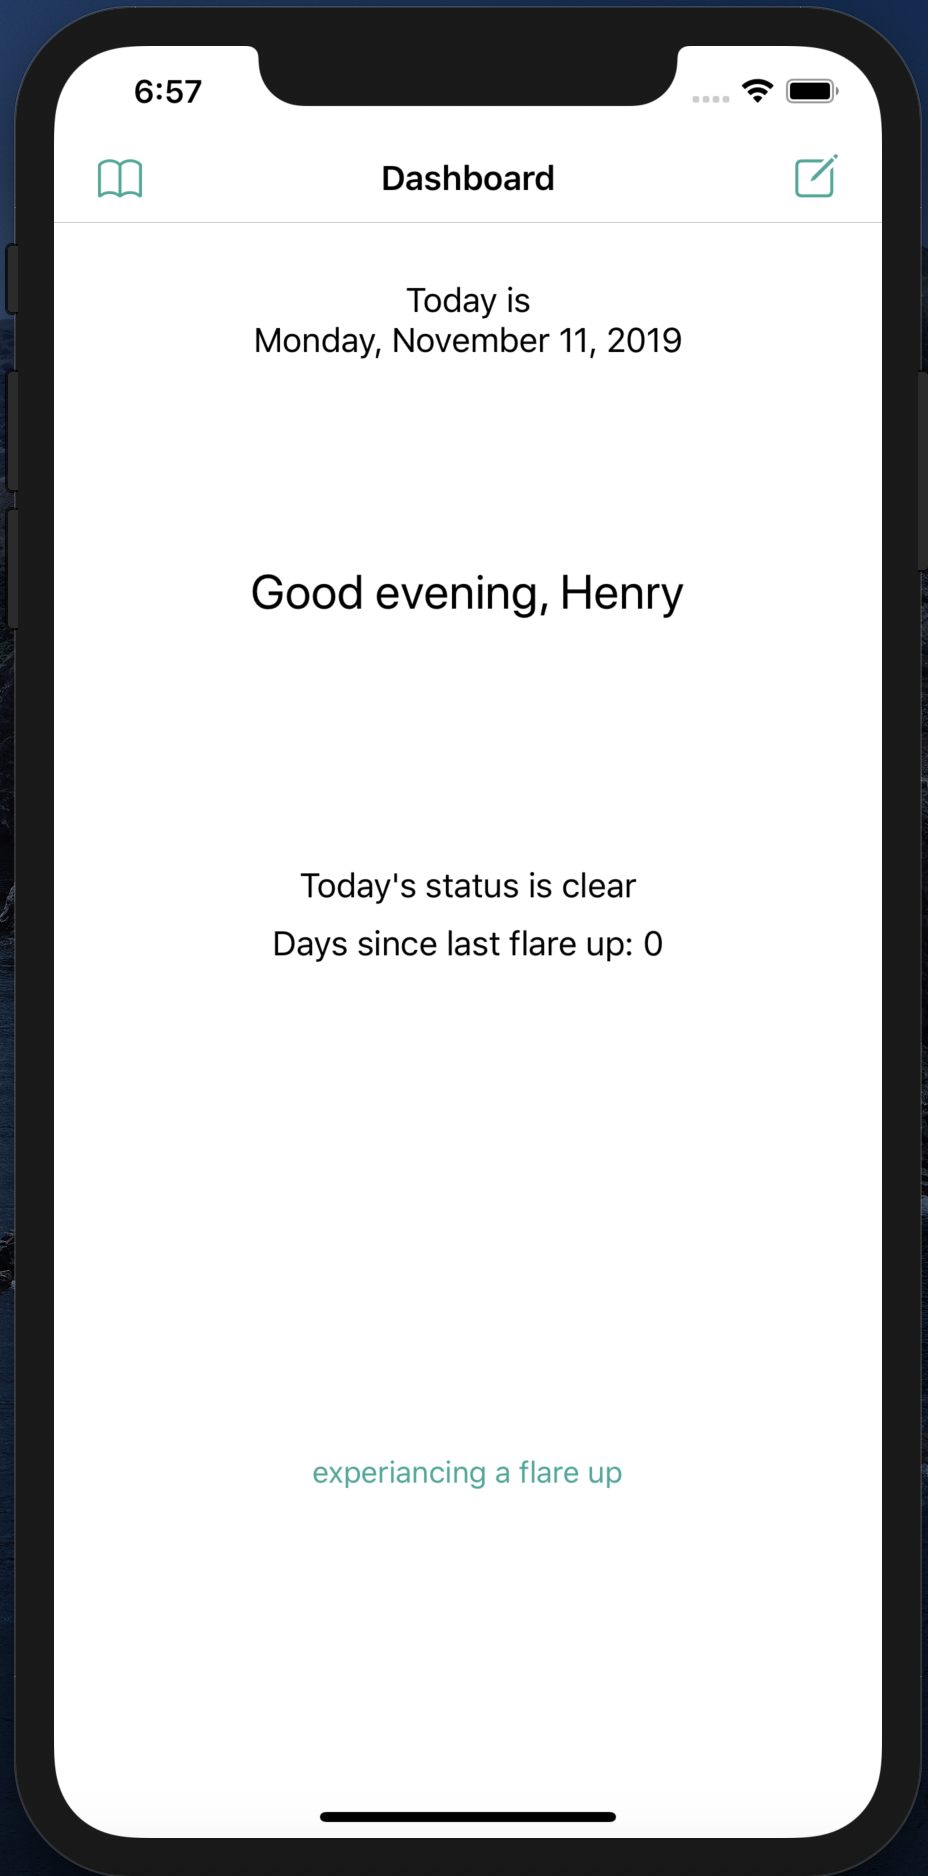 6:57
Dashboard
Today is
Monday, November 11, 2019
Good evening, Henry
Today's status is clear
Days since last flare up: 0
experiancing a flare up